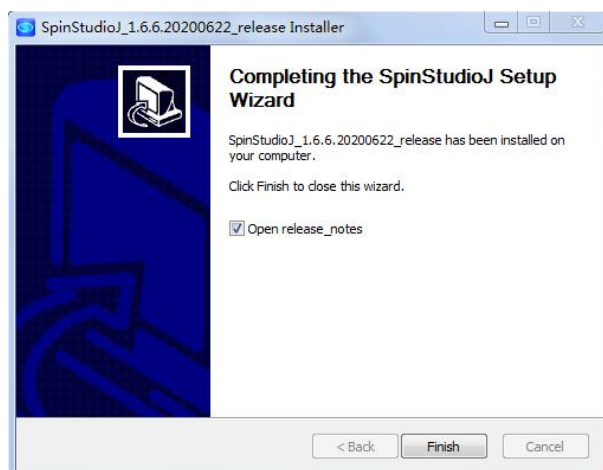 SpinStudioJ_1.6.6.20200622_release Installer
Completing the SpinStudioJ Setup
Wizard
SpinStudioJ_1.6.6.20200622_release has been installed on
your computer.
Click Finish to close this wizard.
Open release_notes
< Back
Finish
Cancel